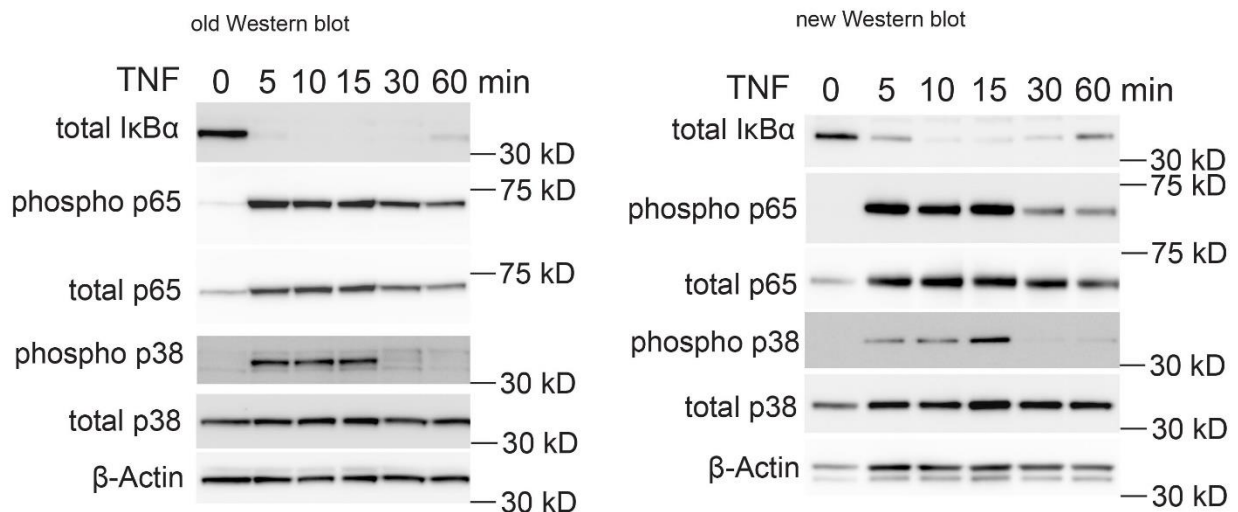 old Western blot
TNF 0 5 10 15 30 60 min
total IκBα
30 kD
phospho p65
75 kD
total p65
75 kD
phospho p38
30 kD
total p38
30 kD
β-Actin
30 kD
new Western blot
TNF 0 5 10 15 30 60 min
total IκBα
30 kD
phospho p65
75 kD
total p65
75 kD
phospho p38
30 kD
total p38
30 kD
β-Actin
30 kD